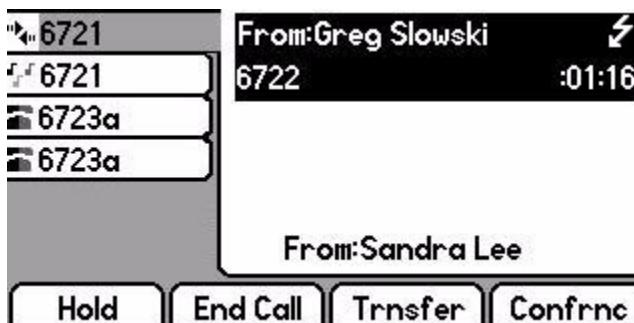 6721
6721
6723a
6723a
From:Greg Slowski
6722 :01:16
From:Sandra Lee
Hold End Call Trnsfer Confrnc